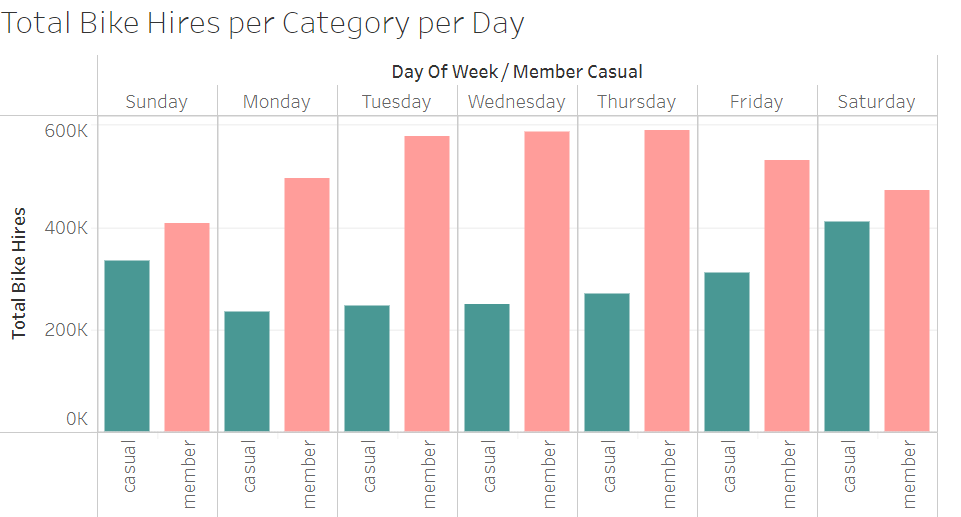 Total Bike Hires per Category per Day
Day Of Week / Member Casual
Sunday Monday Tuesday Wednesday Thursday Friday Saturday
Total Bike Hires
600K
400K
200K
0K
casual member casual member casual member casual member casual member casual member casual member